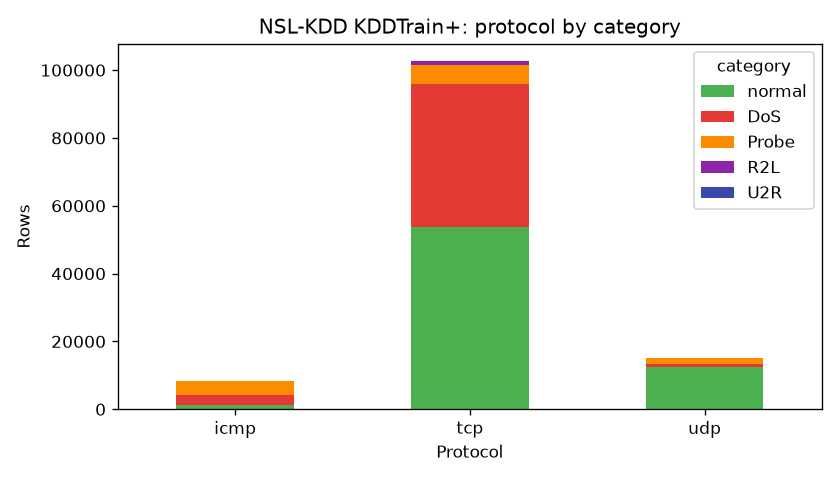 NSL-KDD KDDTrain+: protocol by category
category
normal
DoS
Probe
R2L
U2R
Rows
100000
80000
60000
40000
20000
0
icmp
tcp
udp
Protocol